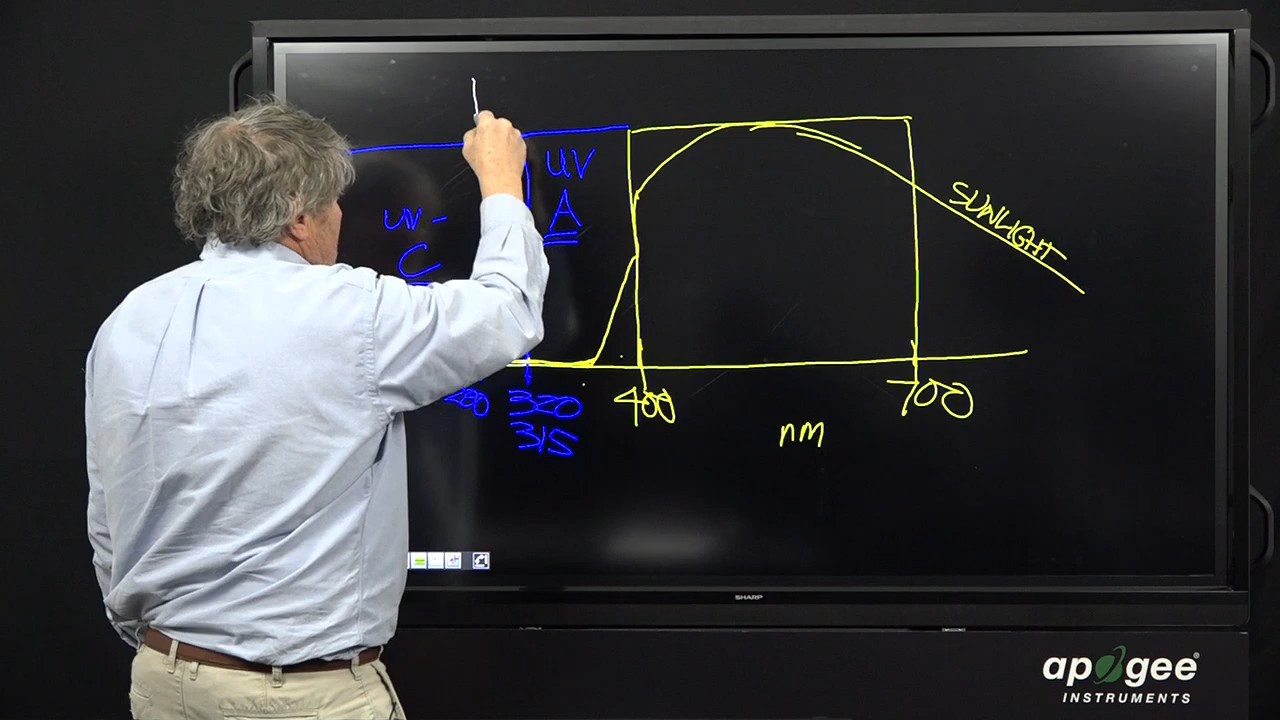 UV
A
UV -
C
SUNLIGHT
280
320
315
400
700
nm
SHARP
apogee
INSTRUMENTS